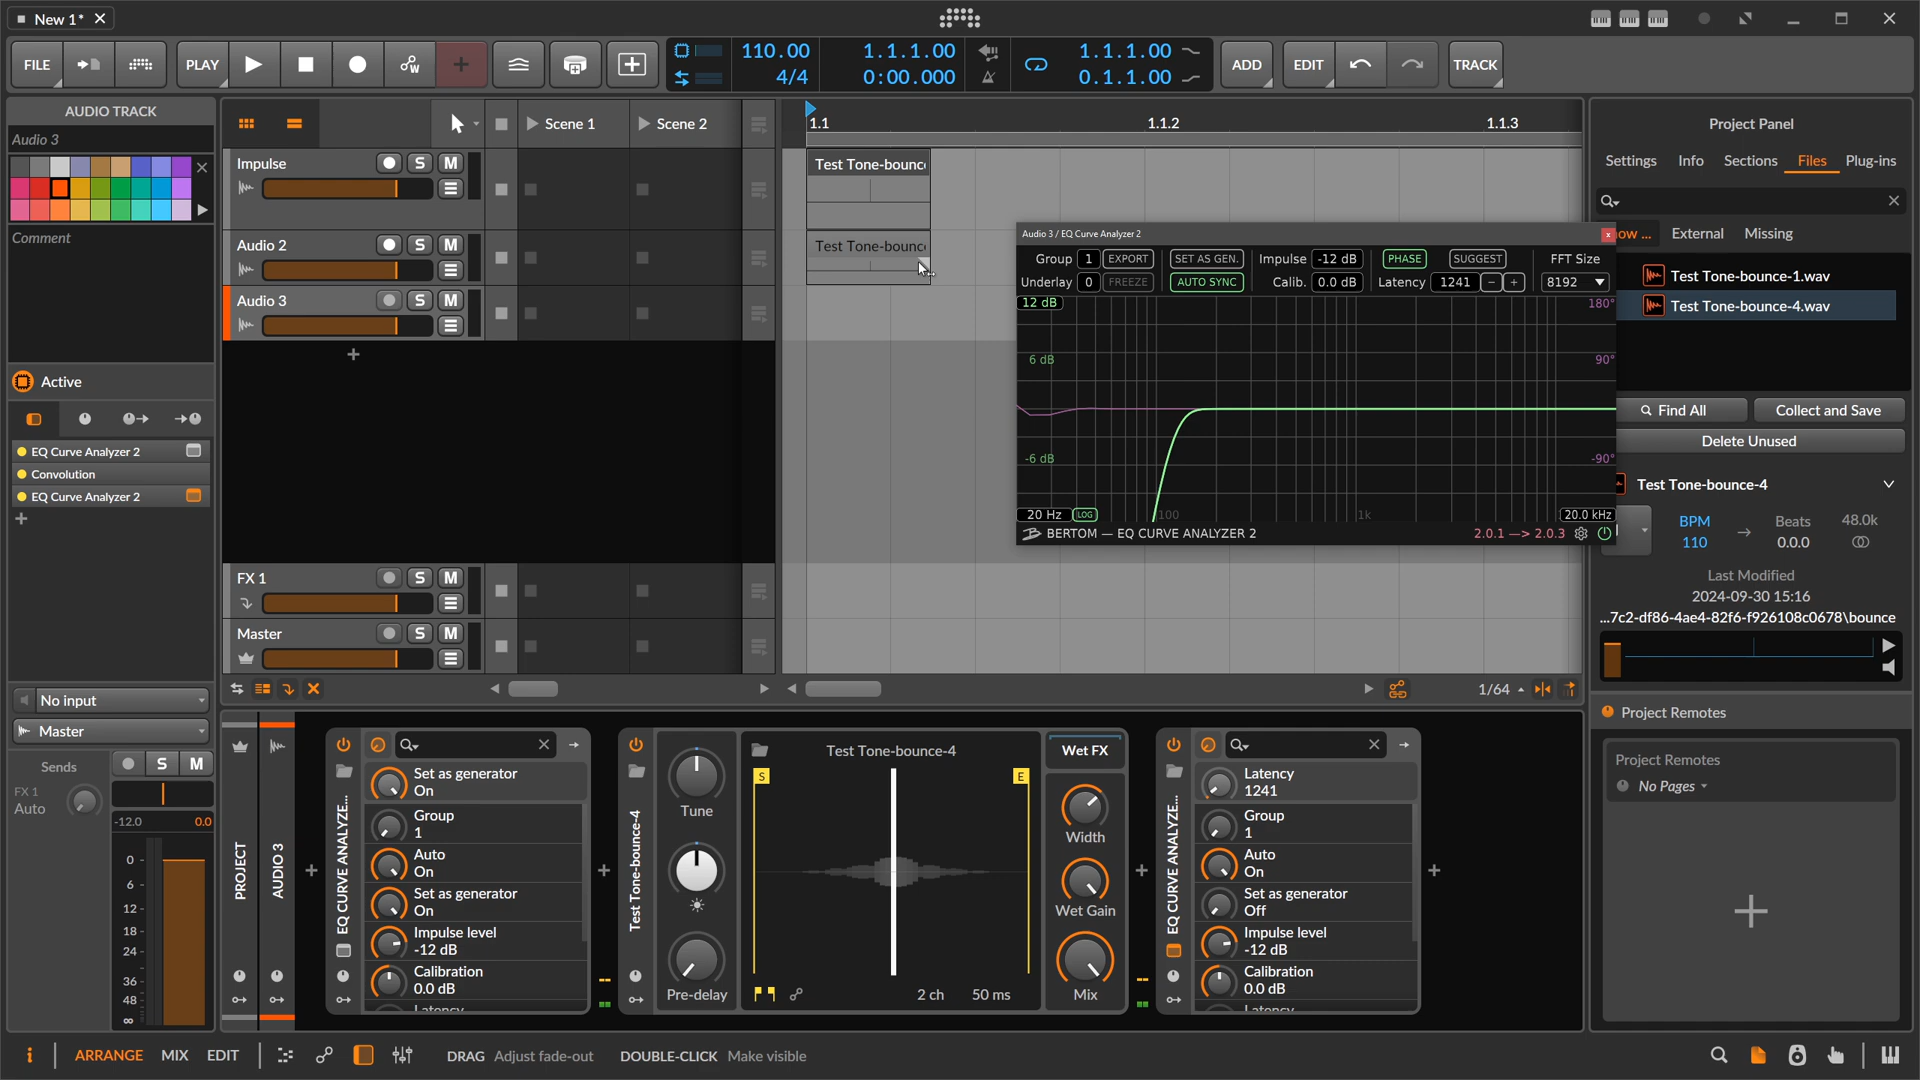 New 1*
FILE
PLAY
110.00
4/4
1.1.1.00
0:00.000
1.1.1.00
0.1.1.00
ADD
EDIT
TRACK
AUDIO TRACK
Audio 3
Comment
Active
EQ Curve Analyzer 2
Convolution
EQ Curve Analyzer 2
No input
Master
Sends
FX 1
Auto
S
M
-12.0
0.0
0
6
12
18
24
36
48
∞
Scene 1
Scene 2
Impulse
S
M
Audio 2
S
M
Audio 3
S
M
FX 1
S
M
Master
S
M
1.1
1.1.2
1.1.3
Test Tone-bounc
Test Tone-bounc
1/64
Audio 3 / EQ Curve Analyzer 2
Group
1
EXPORT
SET AS GEN.
Impulse
-12 dB
PHASE
SUGGEST
FFT Size
Underlay
0
FREEZE
AUTO SYNC
Calib.
0.0 dB
Latency
1241
8192
12 dB
180°
6 dB
90°
-6 dB
-90°
20 Hz
LOG
100
1k
20.0 kHz
BERTOM — EQ CURVE ANALYZER 2
2.0.1 —> 2.0.3
Project Panel
Settings
Info
Sections
Files
Plug-ins
ow ...
External
Missing
Test Tone-bounce-1.wav
Test Tone-bounce-4.wav
Find All
Collect and Save
Delete Unused
Test Tone-bounce-4
BPM
110
Beats
0.0.0
48.0k
Last Modified
2024-09-30 15:16
...7c2-df86-4ae4-82f6-f926108c0678\bounce
Project Remotes
Project Remotes
No Pages
PROJECT
AUDIO 3
EQ CURVE ANALYZE...
Set as generator
On
Group
1
Auto
On
Set as generator
On
Impulse level
-12 dB
Calibration
0.0 dB
Latency
Test Tone-bounce-4
Tune
Pre-delay
Test Tone-bounce-4
S
E
2 ch
50 ms
Wet FX
Width
Wet Gain
Mix
EQ CURVE ANALYZE...
Latency
1241
Group
1
Auto
On
Set as generator
Off
Impulse level
-12 dB
Calibration
0.0 dB
Latency
ARRANGE
MIX
EDIT
DRAG Adjust fade-out
DOUBLE-CLICK Make visible